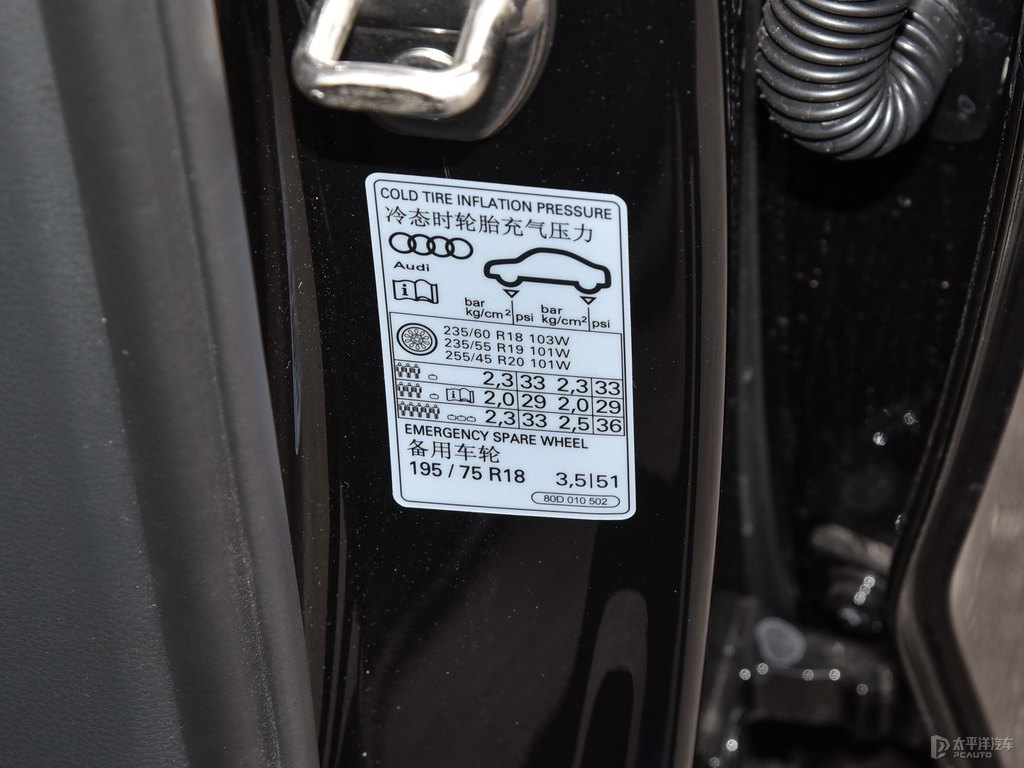 COLD TIRE INFLATION PRESSURE
冷态时轮胎充气压力
Audi
bar kg/cm² psi bar kg/cm² psi
235/60 R18 103W
235/55 R19 101W
255/45 R20 101W
2,3 33 2,3 33
2,0 29 2,0 29
2,3 33 2,5 36
EMERGENCY SPARE WHEEL
备用车轮
195 / 75 R18 3,5 51
80D 010 502
太平洋汽车
PCAUTO